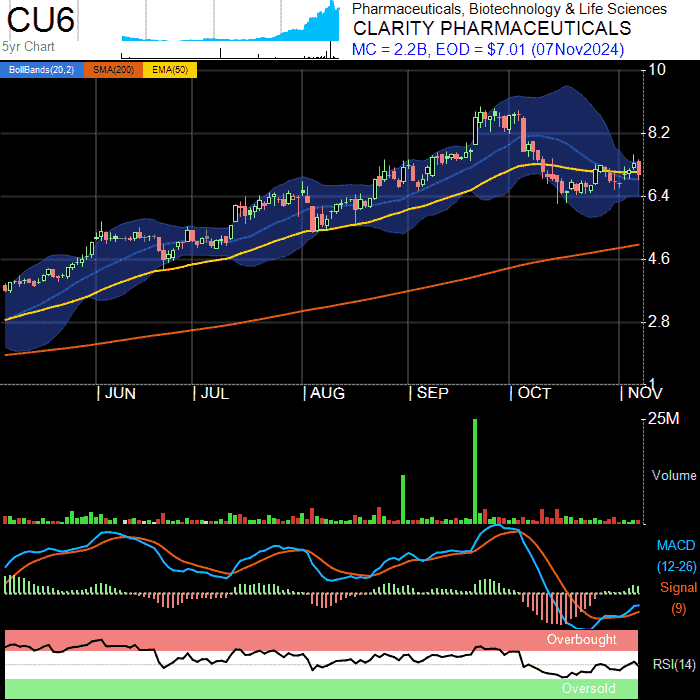 CU6
5yr Chart
Pharmaceuticals, Biotechnology & Life Sciences
CLARITY PHARMACEUTICALS
MC = 2.2B, EOD = $7.01 (07Nov2024)
BollBands(20,2) SMA(200) EMA(50)
10
8.2
6.4
4.6
2.8
1
JUN JUL AUG SEP OCT NOV
25M
Volume
MACD
(12-26)
Signal
(9)
Overbought
RSI(14)
Oversold